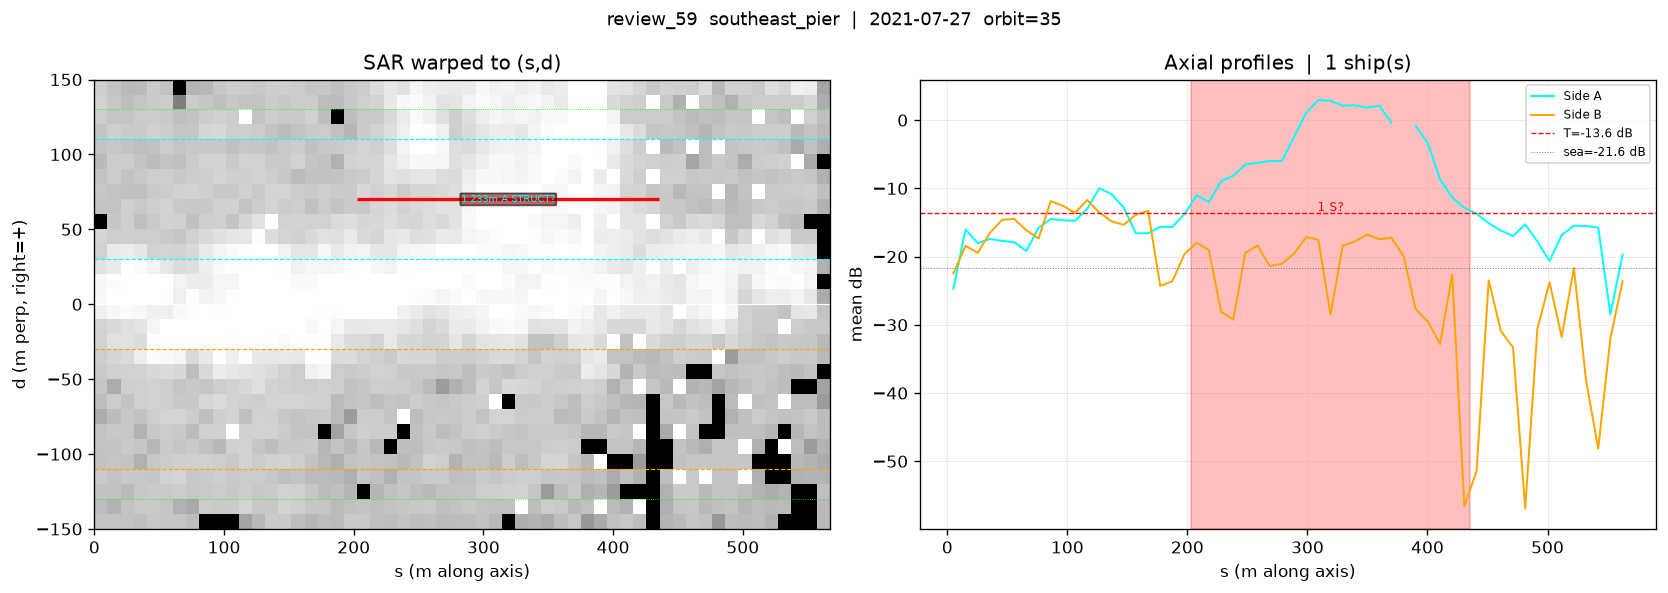 review_59 southeast_pier | 2021-07-27 orbit=35
SAR warped to (s,d)
150
100
50
0
−50
−100
−150
d (m perp, right=+)
1 233m A STRUCT?
0
100
200
300
400
500
s (m along axis)
Axial profiles | 1 ship(s)
0
−10
−20
−30
−40
−50
mean dB
Side A
Side B
T=-13.6 dB
sea=-21.6 dB
1 S?
0
100
200
300
400
500
s (m along axis)